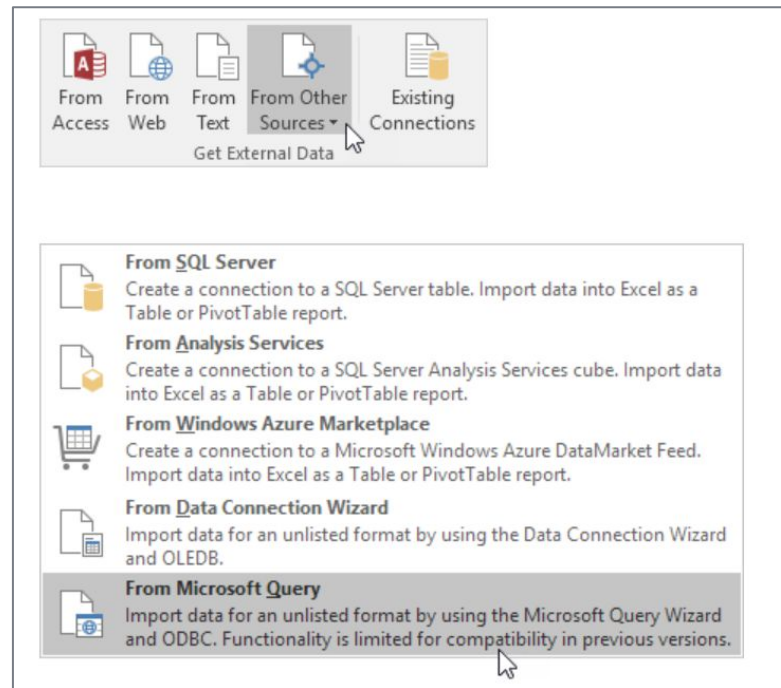 From Access
From Web
From Text
From Other Sources
Existing Connections
Get External Data
From SQL Server
Create a connection to a SQL Server table. Import data into Excel as a
Table or PivotTable report.
From Analysis Services
Create a connection to a SQL Server Analysis Services cube. Import data
into Excel as a Table or PivotTable report.
From Windows Azure Marketplace
Create a connection to a Microsoft Windows Azure DataMarket Feed.
Import data into Excel as a Table or PivotTable report.
From Data Connection Wizard
Import data for an unlisted format by using the Data Connection Wizard
and OLEDB.
From Microsoft Query
Import data for an unlisted format by using the Microsoft Query Wizard
and ODBC. Functionality is limited for compatibility in previous versions.